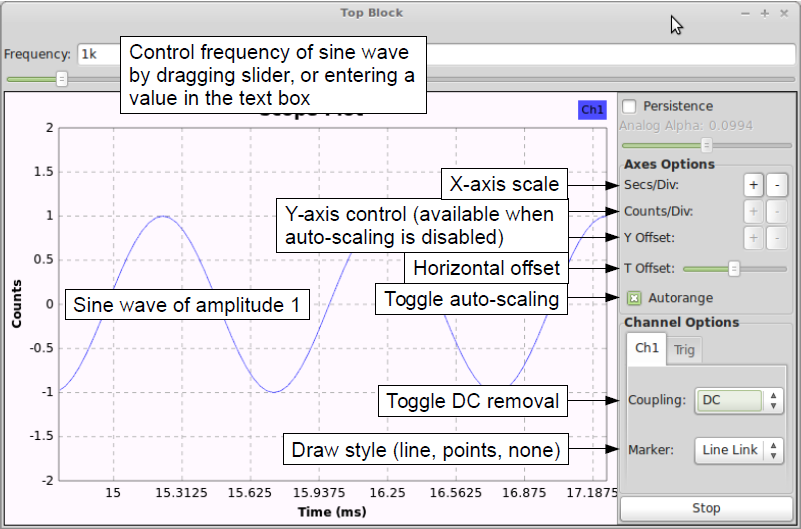 Top Block
Frequency: 1k
Control frequency of sine wave
by dragging slider, or entering a
value in the text box
Ch1
Persistence
Analog Alpha: 0.0994
Axes Options
X-axis scale
Secs/Div: + -
Y-axis control (available when
auto-scaling is disabled)
Counts/Div: + -
Y Offset: + -
Horizontal offset
T Offset:
Toggle auto-scaling
Autorange
Channel Options
Ch1 Trig
Toggle DC removal
Coupling: DC
Draw style (line, points, none)
Marker: Line Link
Stop
Sine wave of amplitude 1
Counts
2
1.5
1
0.5
0
-0.5
-1
-1.5
-2
15 15.3125 15.625 15.9375 16.25 16.5625 16.875 17.1875
Time (ms)